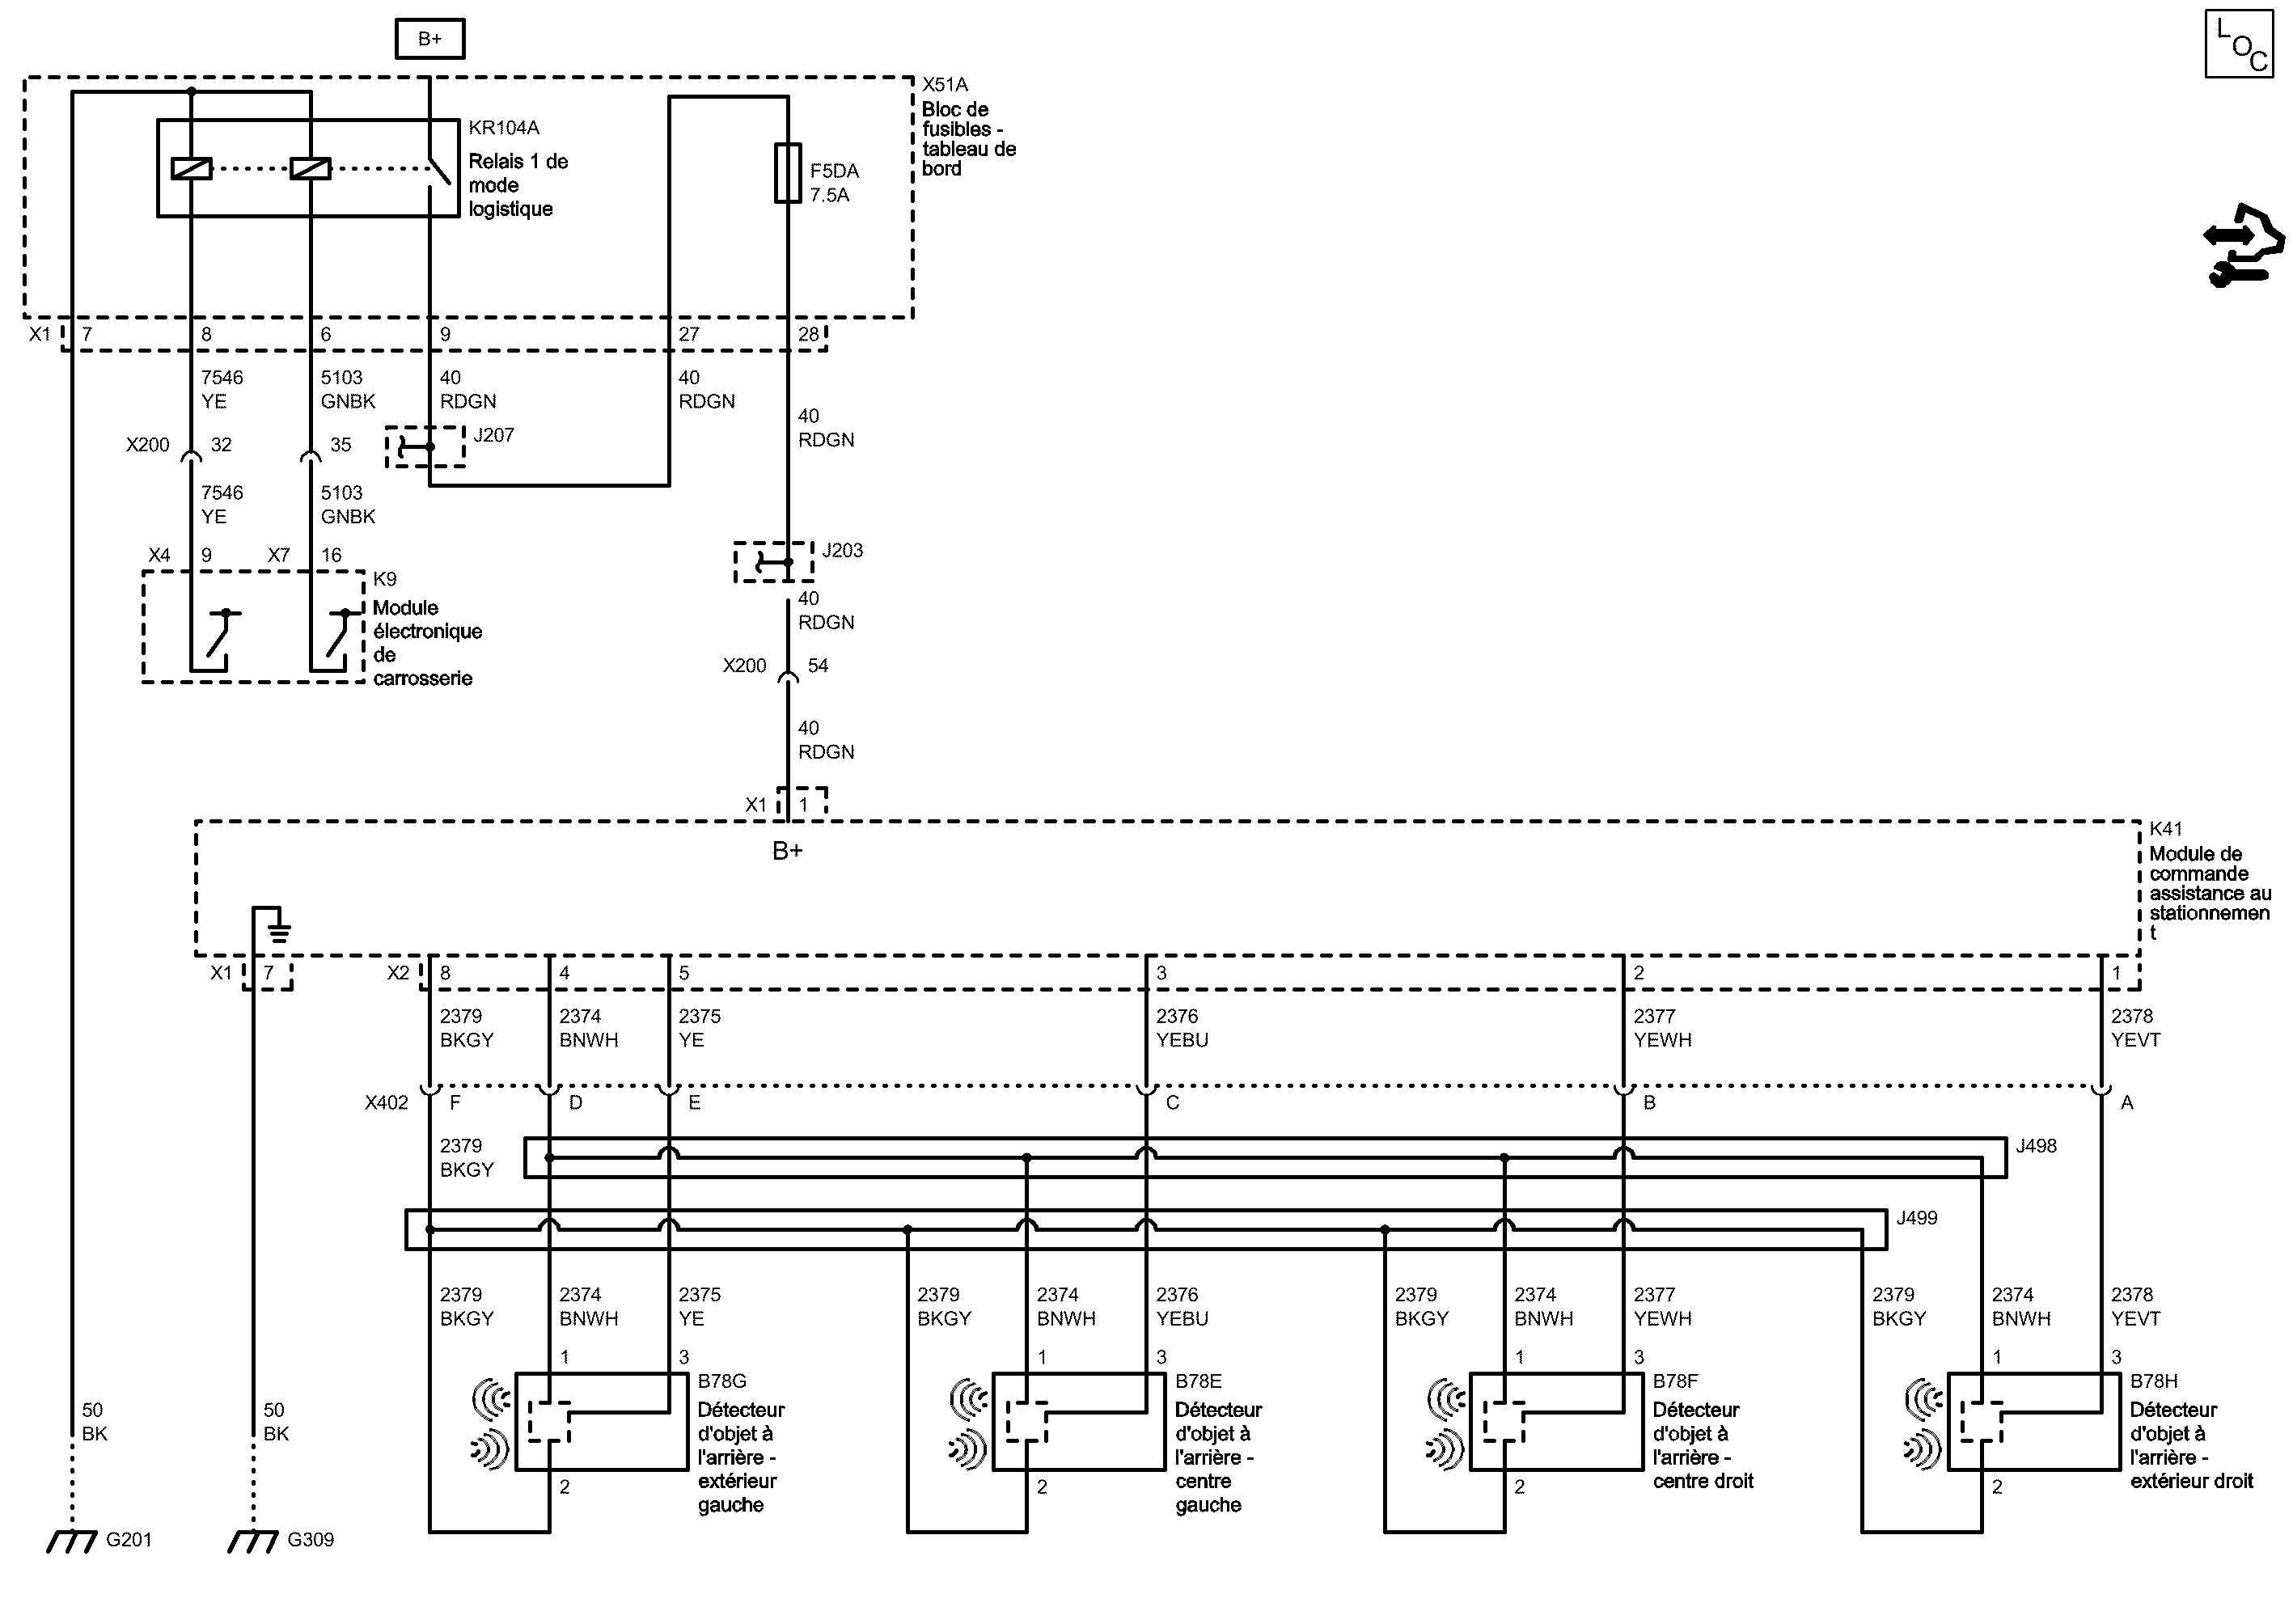 B+
L
O
C
X51A
Bloc de
fusibles -
tableau de
bord
KR104A
Relais 1 de
mode
logistique
F5DA
7.5A
X1 7 8 6 9 27 28
7546 5103 40 40
YE GNBK RDGN RDGN
40
RDGN
X200 32 35
J207
7546 5103
YE GNBK
X4 9 X7 16
K9
Module
électronique
de
carrosserie
J203
40
RDGN
X200 54
40
RDGN
X1 1
B+
K41
Module de
commande
assistance au
stationnemen
t
X1 7 X2 8 4 5 3 2 1
2379 2374 2375 2376 2377 2378
BKGY BNWH YE YEBU YEWH YEVT
X402 F D E C B A
2379
BKGY
J498
J499
2379 2374 2375 2379 2374 2376 2379 2374 2377 2379 2374 2378
BKGY BNWH YE BKGY BNWH YEBU BKGY BNWH YEWH BKGY BNWH YEVT
1 3 1 3 1 3 1 3
B78G
Détecteur
d'objet à
l'arrière -
extérieur
gauche
2
B78E
Détecteur
d'objet à
l'arrière -
centre
gauche
2
B78F
Détecteur
d'objet à
l'arrière -
centre droit
2
B78H
Détecteur
d'objet à
l'arrière -
extérieur droit
2
50 50
BK BK
G201 G309